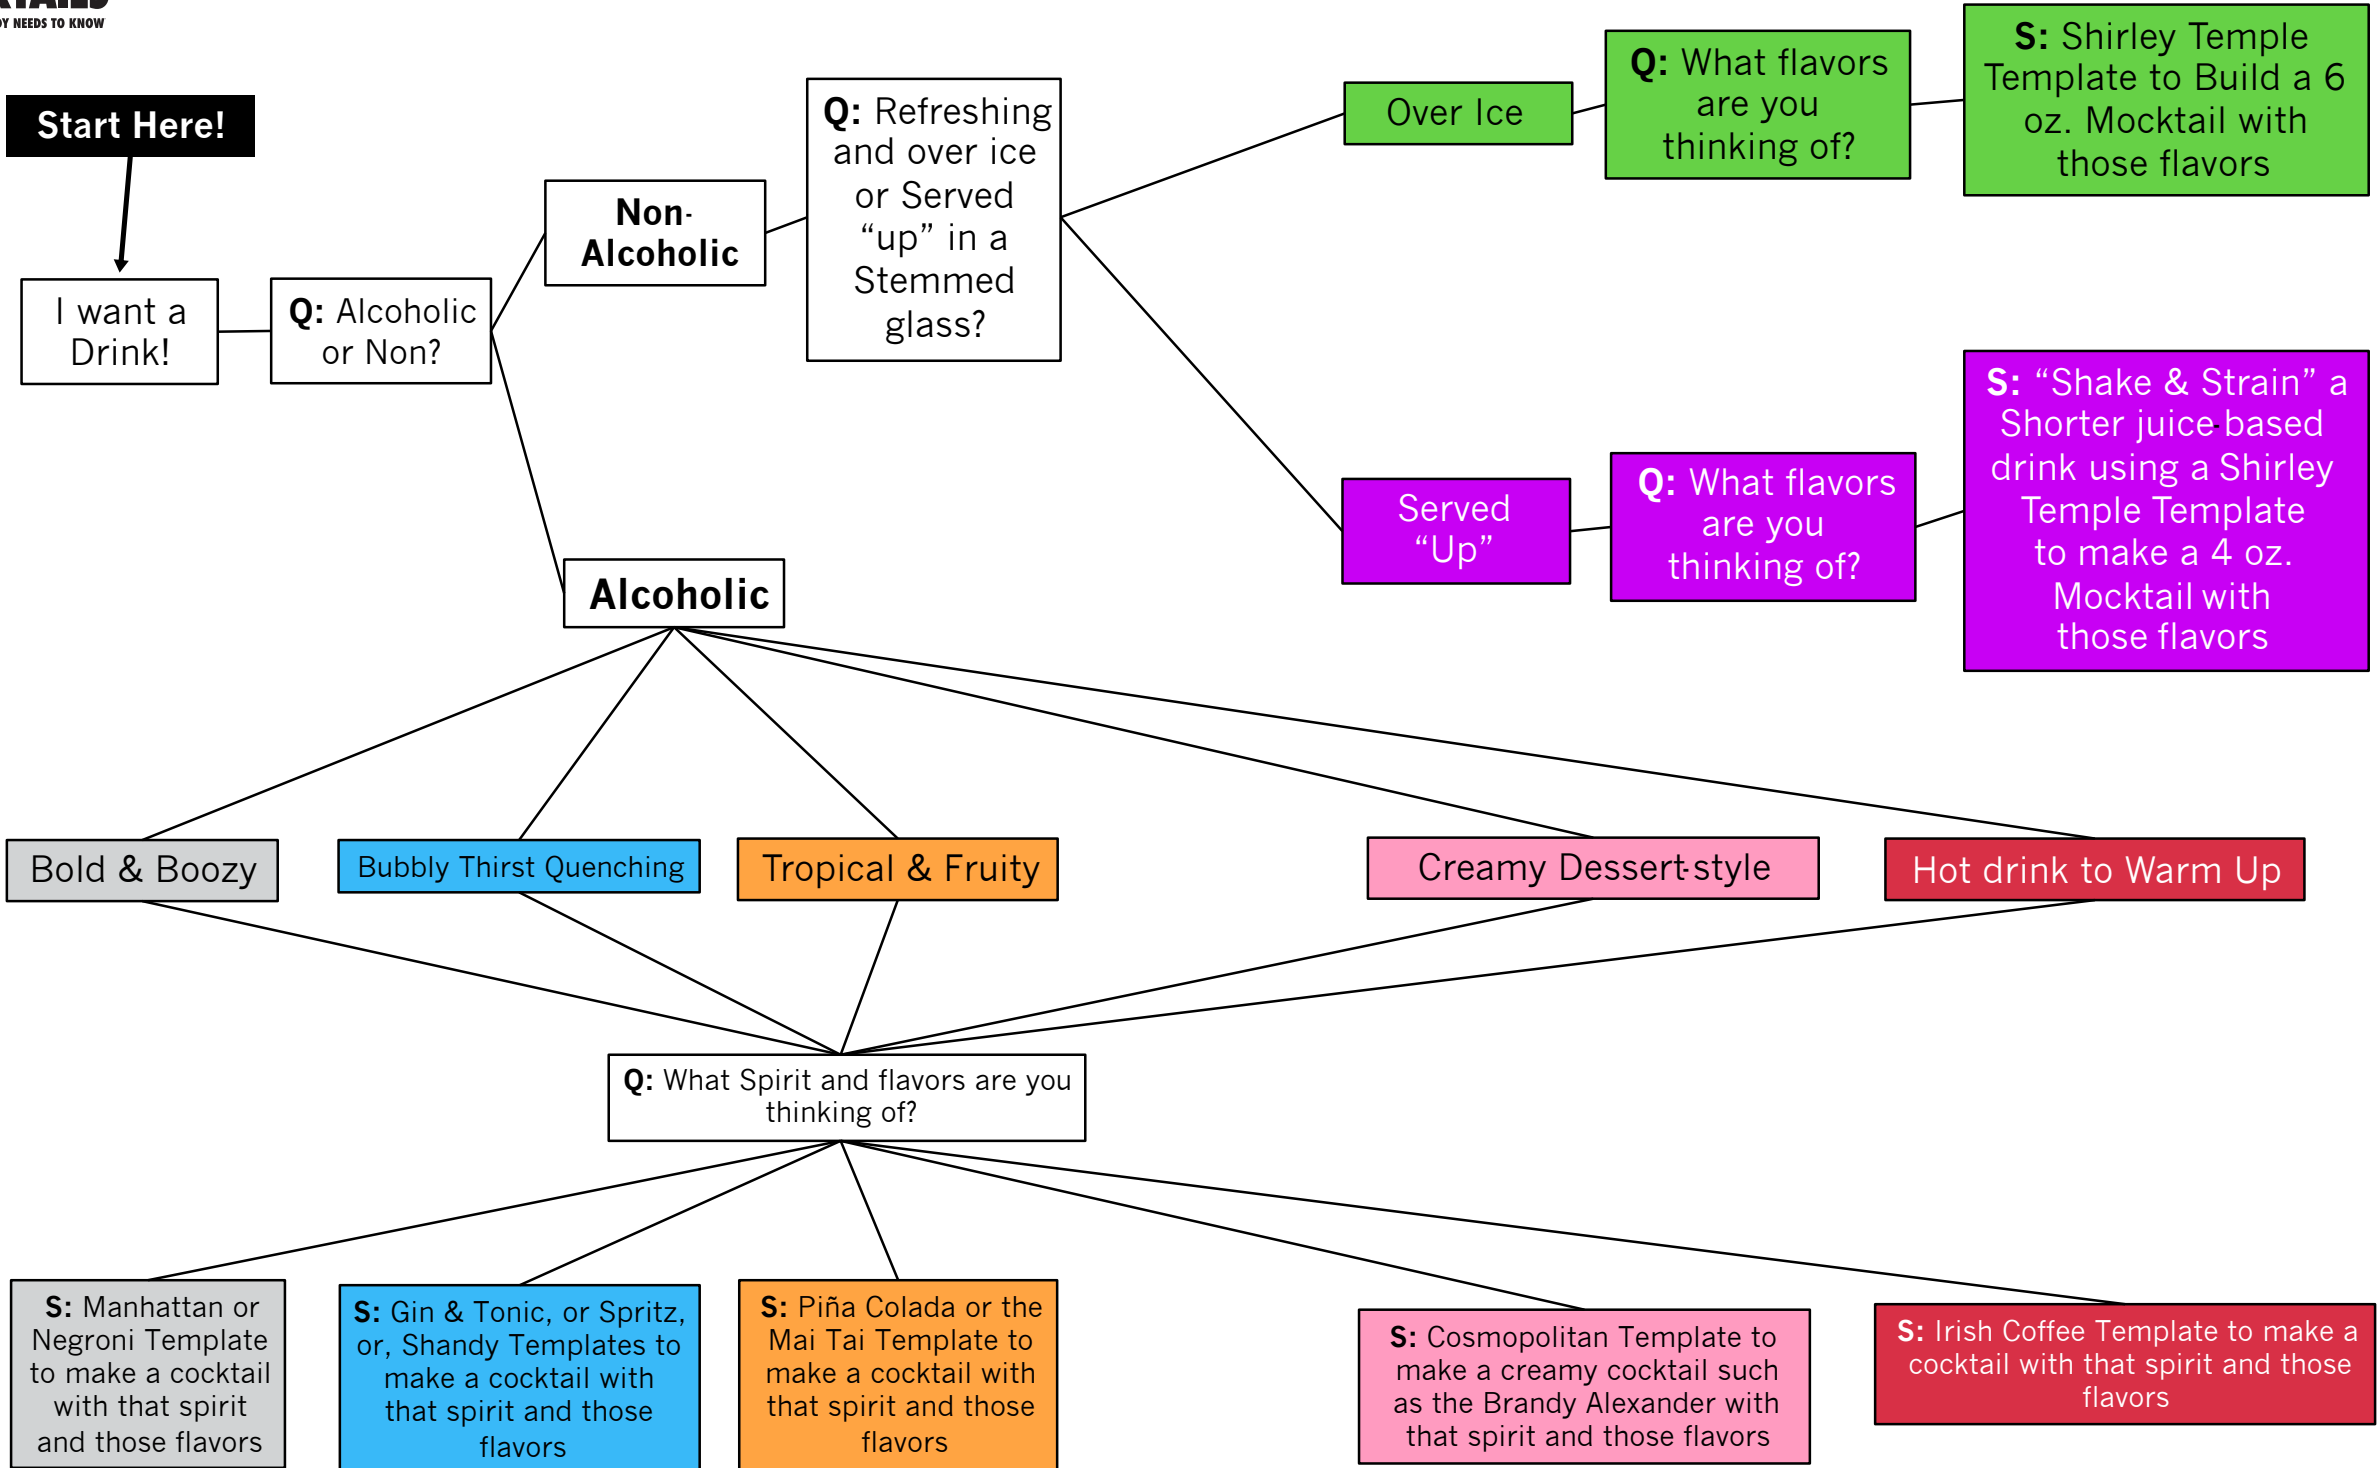 NEEDS TO KNOW
Start Here!
I want a
Drink!
Q: Alcoholic
or Non?
Non-
Alcoholic
Q: Refreshing
and over ice
or Served
“up” in a
Stemmed
glass?
Over Ice
Q: What flavors
are you
thinking of?
S: Shirley Temple
Template to Build a 6
oz. Mocktail with
those flavors
Served
“Up”
Q: What flavors
are you
thinking of?
S: “Shake & Strain” a
Shorter juice-based
drink using a Shirley
Temple Template
to make a 4 oz.
Mocktail with
those flavors
Alcoholic
Bold & Boozy
Bubbly Thirst Quenching
Tropical & Fruity
Creamy Dessert-style
Hot drink to Warm Up
Q: What Spirit and flavors are you
thinking of?
S: Manhattan or
Negroni Template
to make a cocktail
with that spirit
and those flavors
S: Gin & Tonic, or Spritz,
or, Shandy Templates to
make a cocktail with
that spirit and those
flavors
S: Piña Colada or the
Mai Tai Template to
make a cocktail with
that spirit and those
flavors
S: Cosmopolitan Template to
make a creamy cocktail such
as the Brandy Alexander with
that spirit and those flavors
S: Irish Coffee Template to make a
cocktail with that spirit and those
flavors